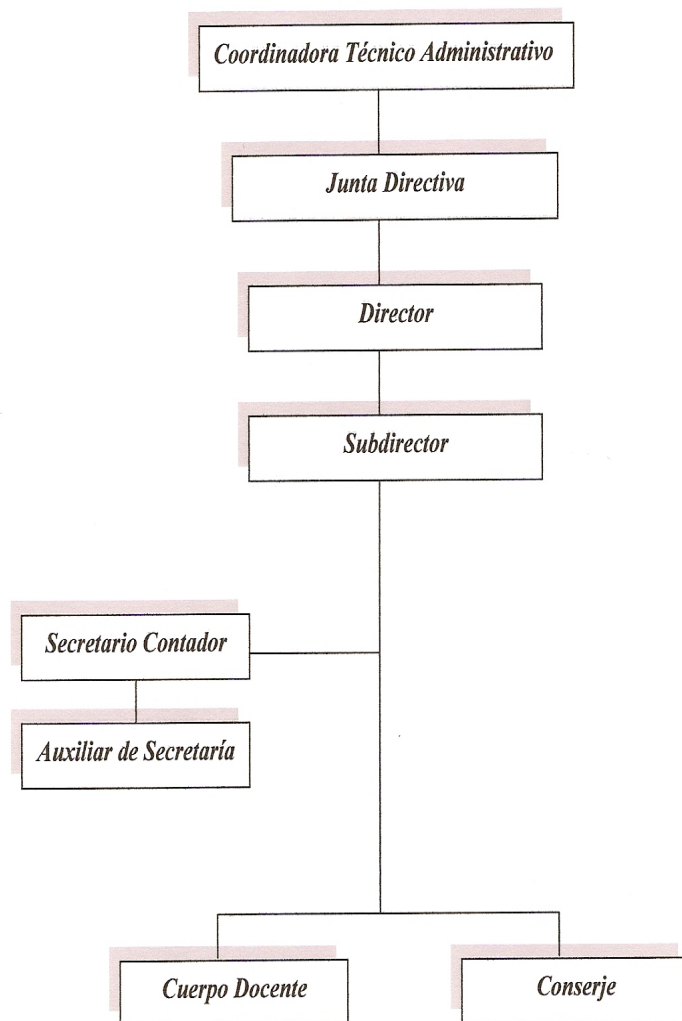 Coordinadora Técnico Administrativo
Junta Directiva
Director
Subdirector
Secretario Contador
Auxiliar de Secretaría
Cuerpo Docente
Conserje